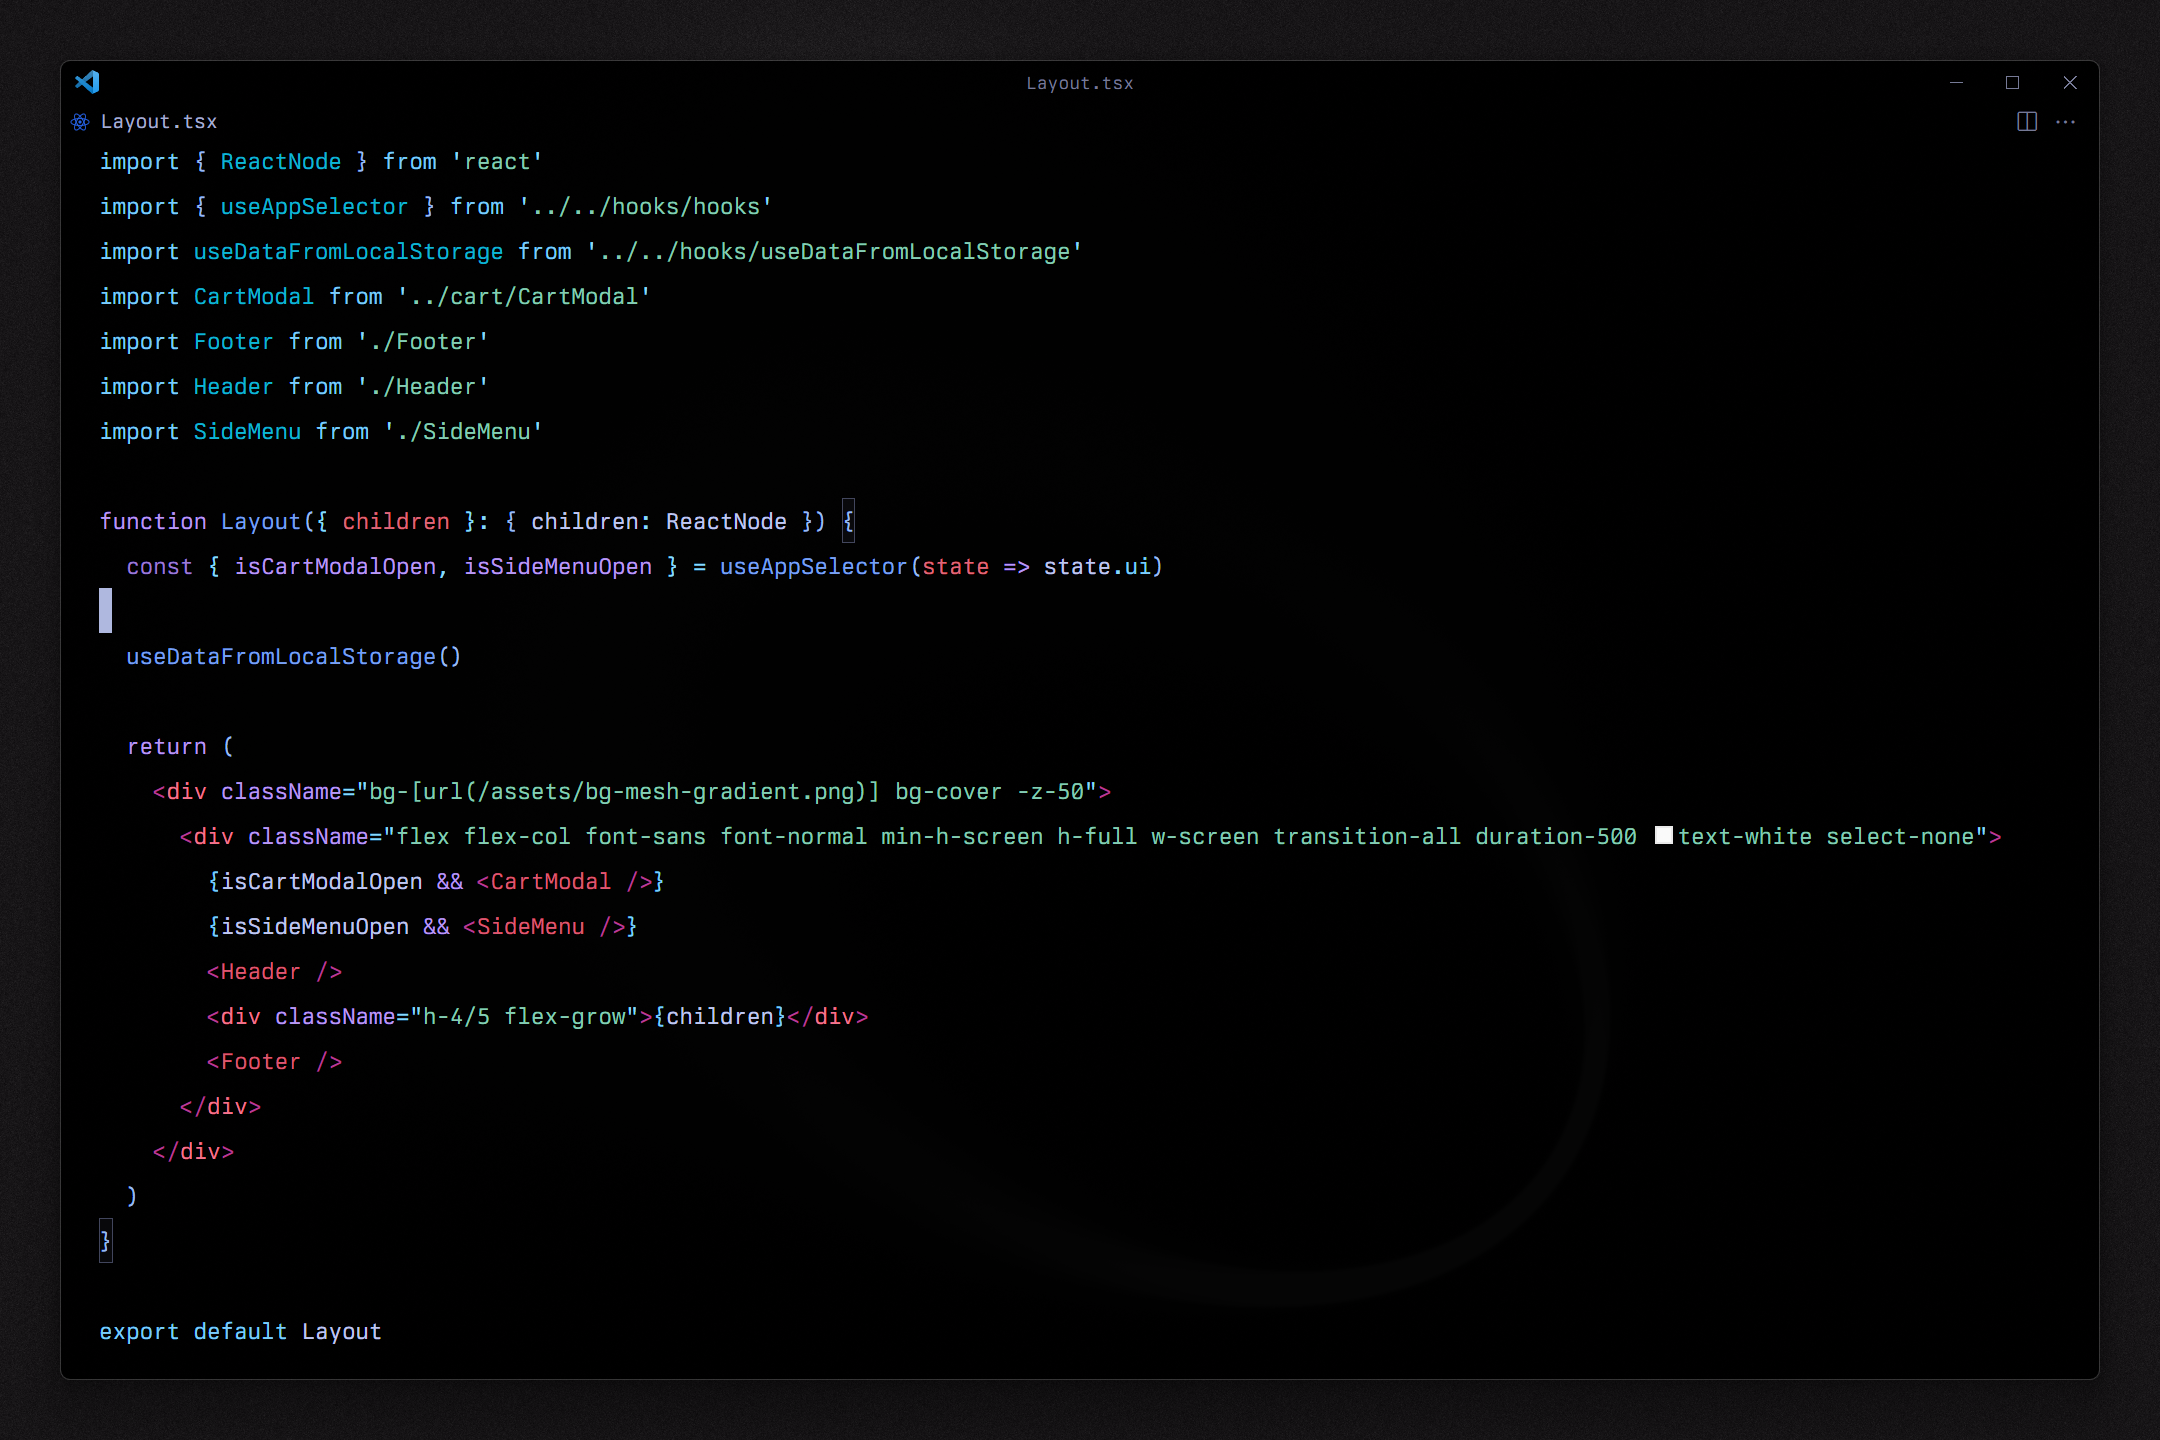 Layout.tsx
Layout.tsx
import { ReactNode } from 'react'
import { useAppSelector } from '../../hooks/hooks'
import useDataFromLocalStorage from '../../hooks/useDataFromLocalStorage'
import CartModal from '../cart/CartModal'
import Footer from './Footer'
import Header from './Header'
import SideMenu from './SideMenu'

function Layout({ children }: { children: ReactNode }) {
  const { isCartModalOpen, isSideMenuOpen } = useAppSelector(state => state.ui)

  useDataFromLocalStorage()

  return (
    <div className="bg-[url(/assets/bg-mesh-gradient.png)] bg-cover -z-50">
      <div className="flex flex-col font-sans font-normal min-h-screen h-full w-screen transition-all duration-500 text-white select-none">
        {isCartModalOpen && <CartModal />}
        {isSideMenuOpen && <SideMenu />}
        <Header />
        <div className="h-4/5 flex-grow">{children}</div>
        <Footer />
      </div>
    </div>
  )
}

export default Layout